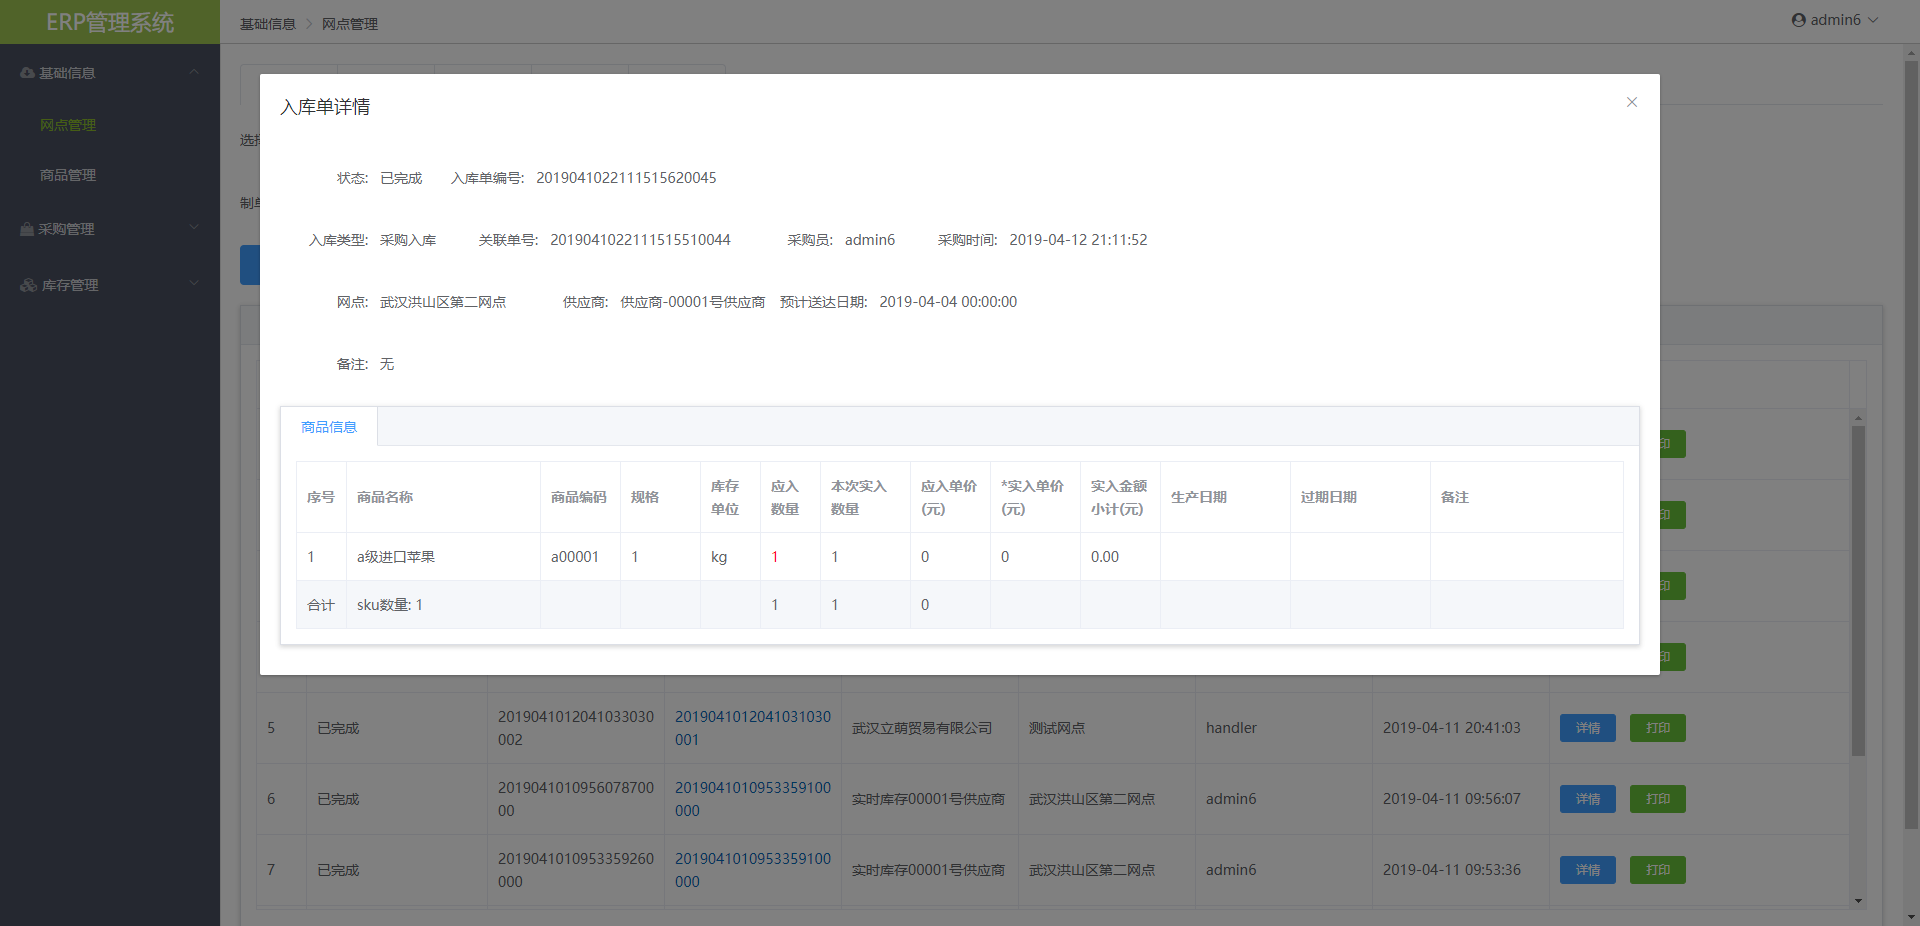 ERP管理系统
基础信息
网点管理
admin6
基础信息
网点管理
商品管理
采购管理
库存管理
入库单详情
状态: 已完成 入库单编号: 2019041022111515620045
入库类型: 采购入库 关联单号: 2019041022111515510044 采购员: admin6 采购时间: 2019-04-12 21:11:52
网点: 武汉洪山区第二网点 供应商: 供应商-00001号供应商 预计送达日期: 2019-04-04 00:00:00
备注: 无
商品信息
序号 商品名称 商品编码 规格 库存单位 应入数量 本次实入数量 应入单价(元) *实入单价(元) 实入金额小计(元) 生产日期 过期日期 备注
1 a级进口苹果 a00001 1 kg 1 1 0 0 0.00
合计 sku数量: 1 1 1 0
印
印
印
印
5 已完成 2019041012041033030002 2019041012041031030001 武汉立萌贸易有限公司 测试网点 handler 2019-04-11 20:41:03 详情 打印
6 已完成 2019041010956078700000 2019041010953359100000 实时库存00001号供应商 武汉洪山区第二网点 admin6 2019-04-11 09:56:07 详情 打印
7 已完成 2019041010953359260000 2019041010953359100000 实时库存00001号供应商 武汉洪山区第二网点 admin6 2019-04-11 09:53:36 详情 打印